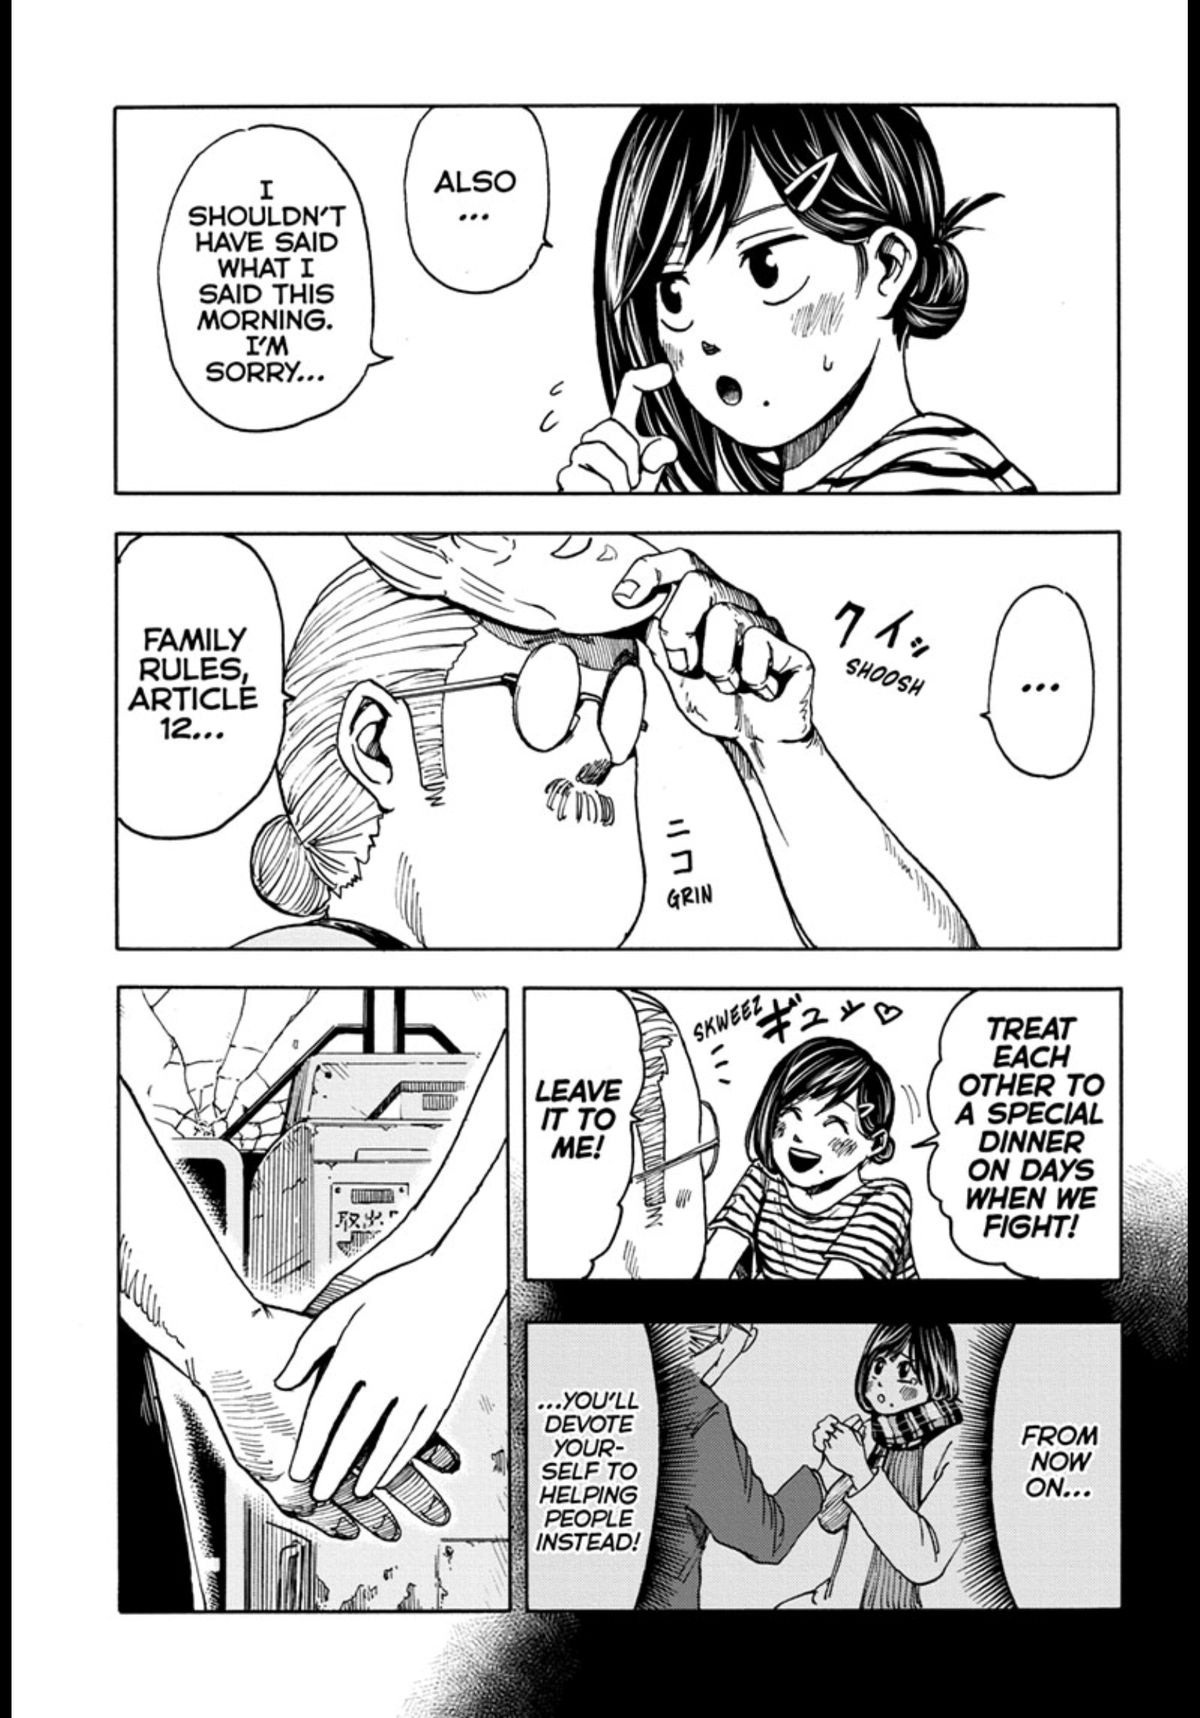 ALSO
...
I
SHOULDN'T
HAVE SAID
WHAT I
SAID THIS
MORNING.
I'M
SORRY...
...
クイッ
SHOOSH
FAMILY
RULES,
ARTICLE
12...
ニコ
GRIN
TREAT
EACH
OTHER TO
A SPECIAL
DINNER
ON DAYS
WHEN WE
FIGHT!
SKWEEZ
ギュッ♡
LEAVE
IT TO
ME!
FROM
NOW
ON...
...YOU'LL
DEVOTE
YOUR-
SELF TO
HELPING
PEOPLE
INSTEAD!
取出